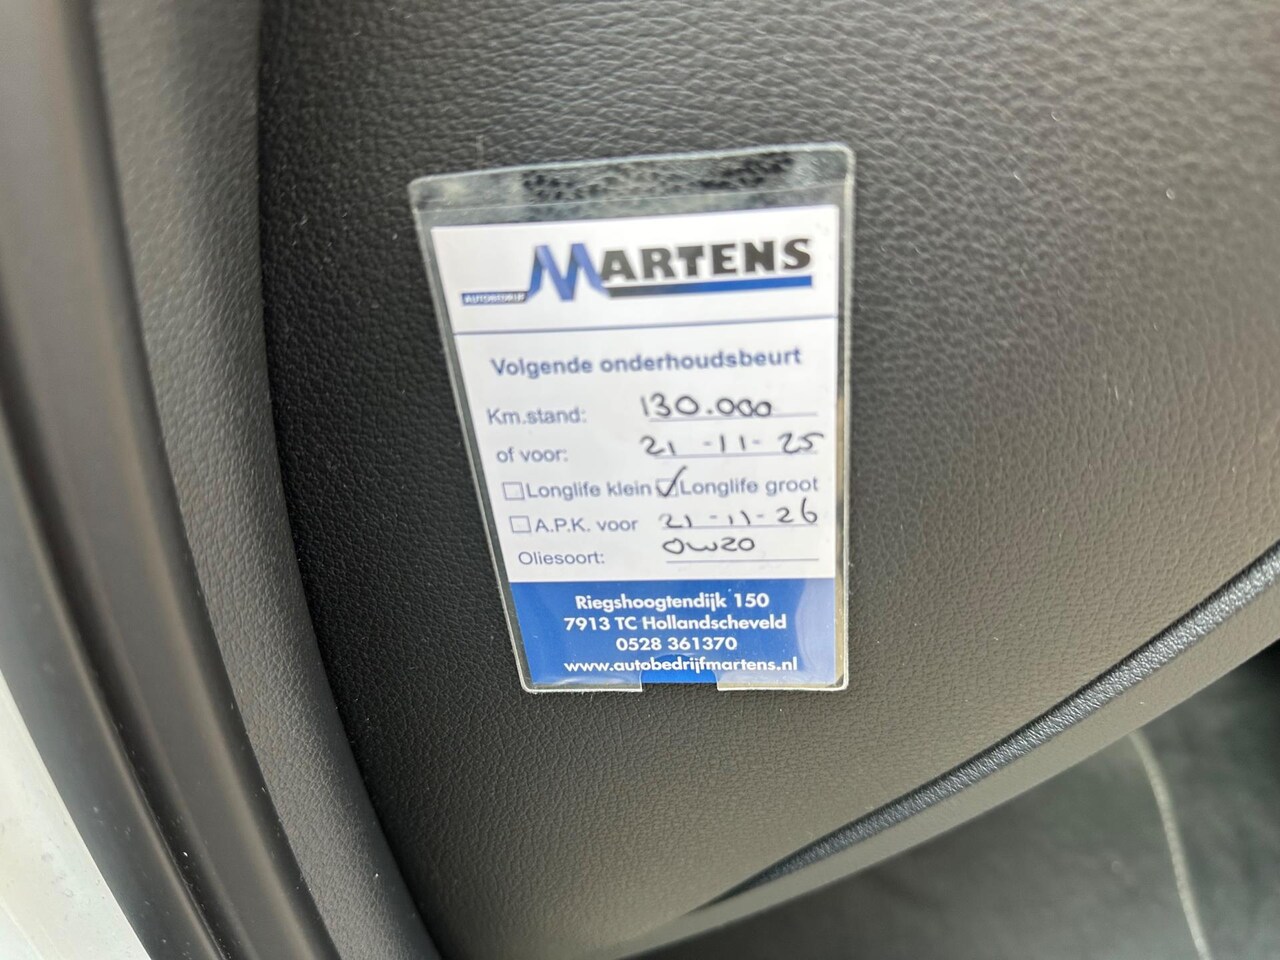 MARTENS
AUTOBEDRIJF
Volgende onderhoudsbeurt
Km.stand: 130.000
of voor: 21-11-25
Longlife klein Longlife groot
A.P.K. voor 21-11-26
Oliesoort: 0W20
Riegshoogtendijk 150
7913 TC Hollandscheveld
0528 361370
www.autobedrijfmartens.nl